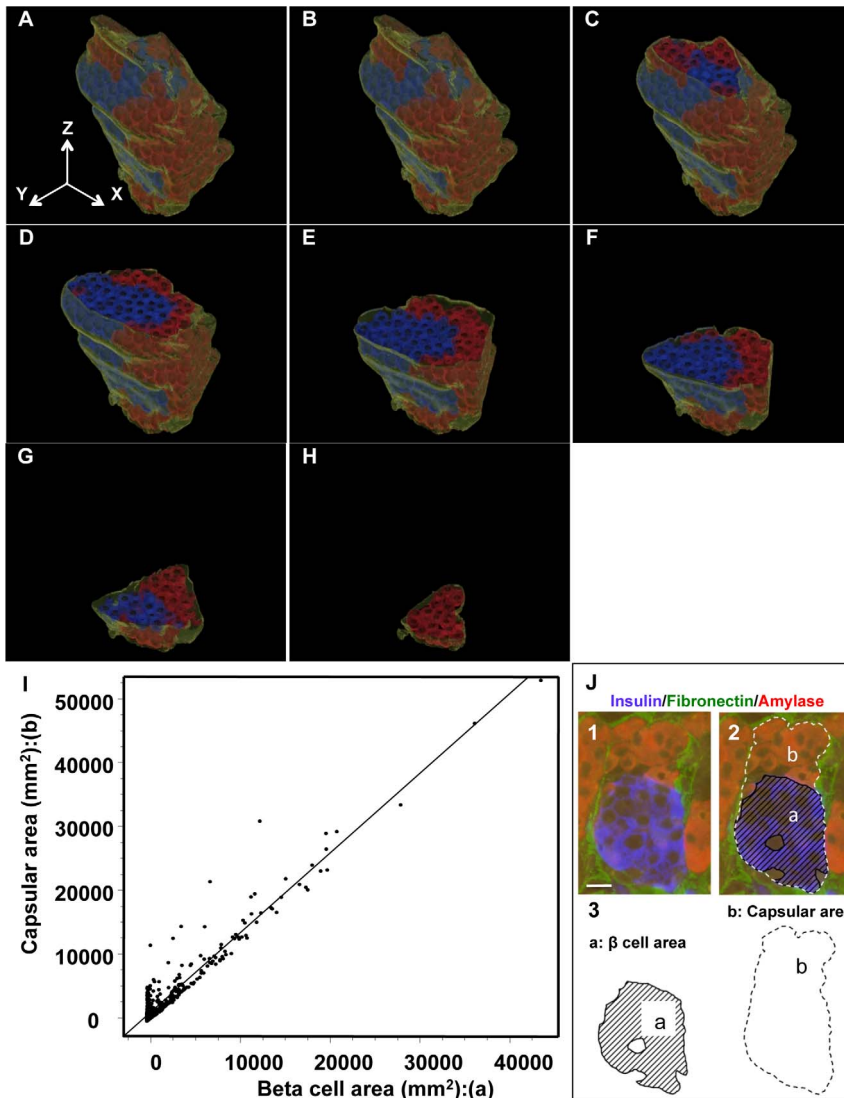 A
B
C
Z
Y
X
D
E
F
G
H
I
50000
40000
30000
20000
10000
0
Capsular area (mm²):(b)
0
10000
20000
30000
40000
Beta cell area (mm²):(a)
J
Insulin/Fibronectin/Amylase
1
2
b
a
3
b: Capsular area
a: β cell area
b
a